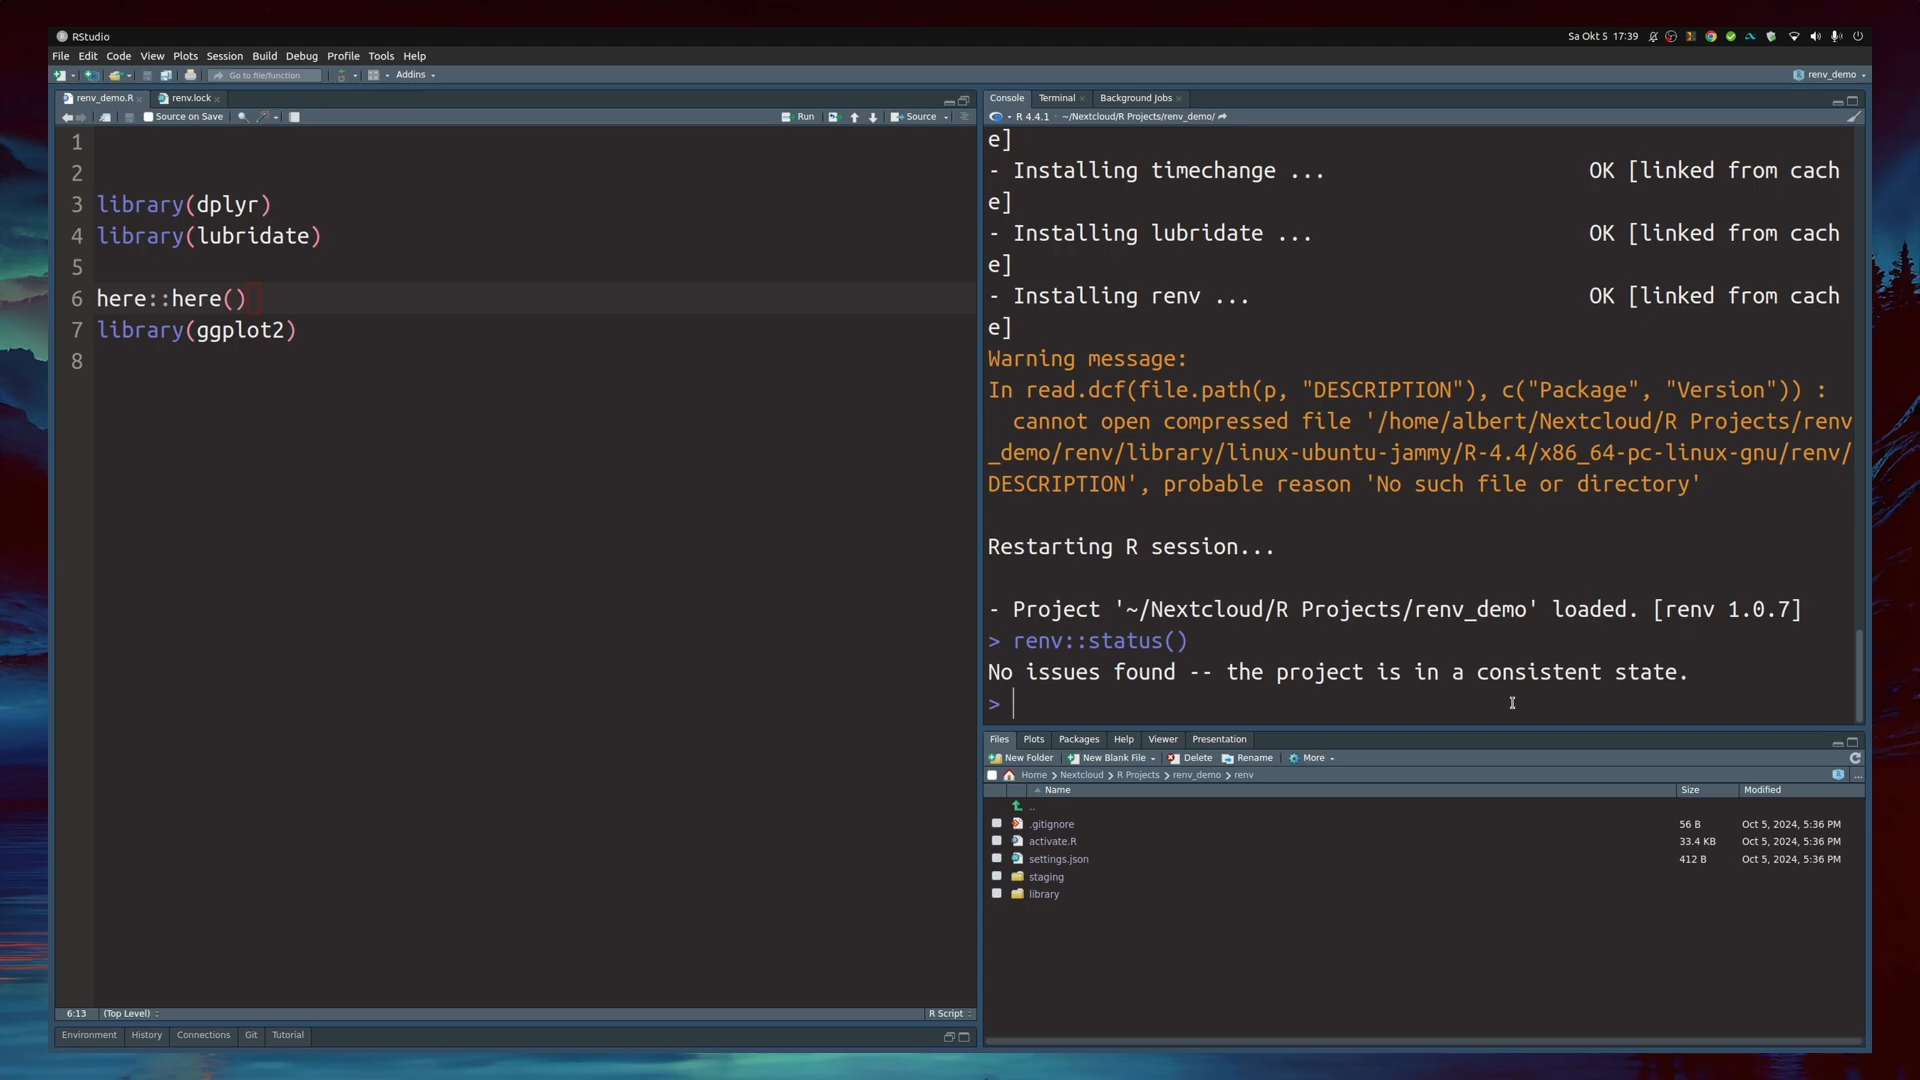 RStudio
Sa Okt 5 17:39
File Edit Code View Plots Session Build Debug Profile Tools Help
Go to file/function
Addins
renv_demo
renv_demo.R
renv.lock
Source on Save
Run
Source
1
2
3 library(dplyr)
4 library(lubridate)
5
6 here::here()
7 library(ggplot2)
8
6:13 (Top Level)
R Script
Environment History Connections Git Tutorial
Console Terminal Background Jobs
R 4.4.1 · ~/Nextcloud/R Projects/renv_demo/
e]
- Installing timechange ... OK [linked from cach
e]
- Installing lubridate ... OK [linked from cach
e]
- Installing renv ... OK [linked from cach
e]
Warning message:
In read.dcf(file.path(p, "DESCRIPTION"), c("Package", "Version")) :
cannot open compressed file '/home/albert/Nextcloud/R Projects/renv
_demo/renv/library/linux-ubuntu-jammy/R-4.4/x86_64-pc-linux-gnu/renv/
DESCRIPTION', probable reason 'No such file or directory'
Restarting R session...
- Project '~/Nextcloud/R Projects/renv_demo' loaded. [renv 1.0.7]
> renv::status()
No issues found -- the project is in a consistent state.
>
Files Plots Packages Help Viewer Presentation
New Folder New Blank File Delete Rename More
Home > Nextcloud > R Projects > renv_demo > renv
...
Name Size Modified
..
.gitignore 56 B Oct 5, 2024, 5:36 PM
activate.R 33.4 KB Oct 5, 2024, 5:36 PM
settings.json 412 B Oct 5, 2024, 5:36 PM
staging
library